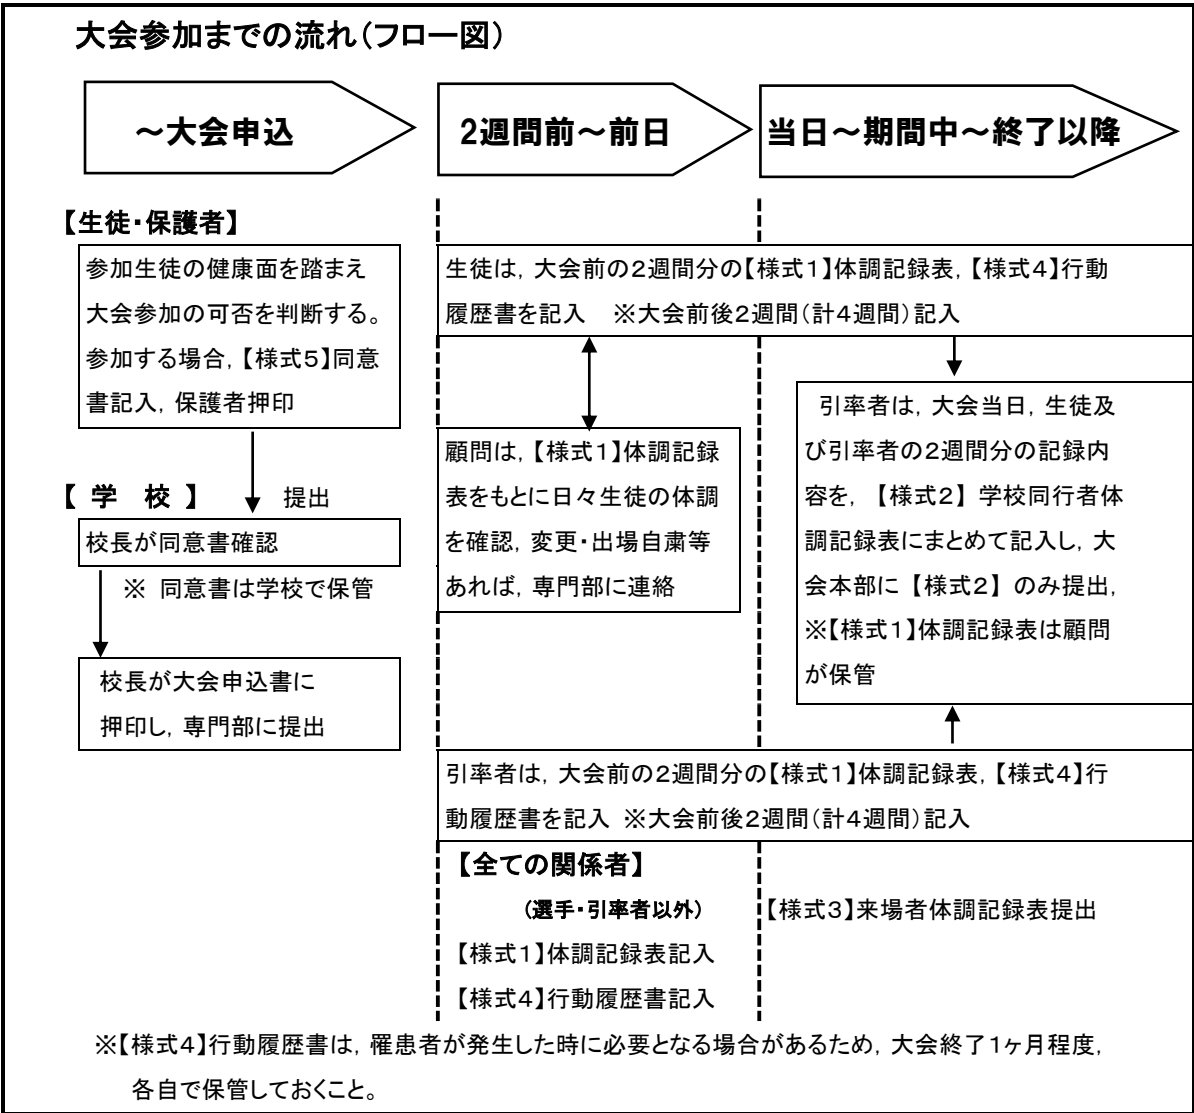 大会参加までの流れ(フロー図)
~大会申込
2週間前~前日
当日~期間中~終了以降
【生徒・保護者】
参加生徒の健康面を踏まえ
大会参加の可否を判断する。
参加する場合,【様式5】同意
書記入,保護者押印
【 学 校 】 提出
校長が同意書確認
※ 同意書は学校で保管
校長が大会申込書に
押印し,専門部に提出
生徒は,大会前の2週間分の【様式1】体調記録表,【様式4】行動
履歴書を記入 ※大会前後2週間(計4週間)記入
顧問は,【様式1】体調記録
表をもとに日々生徒の体調
を確認,変更・出場自粛等
あれば,専門部に連絡
引率者は,大会当日,生徒及
び引率者の2週間分の記録内
容を,【様式2】学校同行者体
調記録表にまとめて記入し,大
会本部に【様式2】のみ提出,
※【様式1】体調記録表は顧問
が保管
引率者は,大会前の2週間分の【様式1】体調記録表,【様式4】行
動履歴書を記入 ※大会前後2週間(計4週間)記入
【全ての関係者】
(選手・引率者以外)
【様式1】体調記録表記入
【様式4】行動履歴書記入
【様式3】来場者体調記録表提出
※【様式4】行動履歴書は,罹患者が発生した時に必要となる場合があるため,大会終了1ヶ月程度,
各自で保管しておくこと。